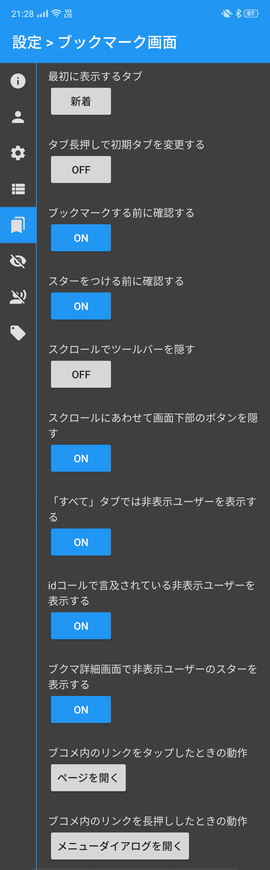 21:28
87
設定 > ブックマーク画面
最初に表示するタブ
新着
タブ長押しで初期タブを変更する
OFF
ブックマークする前に確認する
ON
スターをつける前に確認する
ON
スクロールでツールバーを隠す
OFF
スクロールにあわせて画面下部のボタンを隠
す
ON
「すべて」タブでは非表示ユーザーを表示す
る
ON
idコールで言及されている非表示ユーザーを
表示する
ON
ブクマ詳細画面で非表示ユーザーのスターを
表示する
ON
ブコメ内のリンクをタップしたときの動作
ページを開く
ブコメ内のリンクを長押ししたときの動作
メニューダイアログを開く